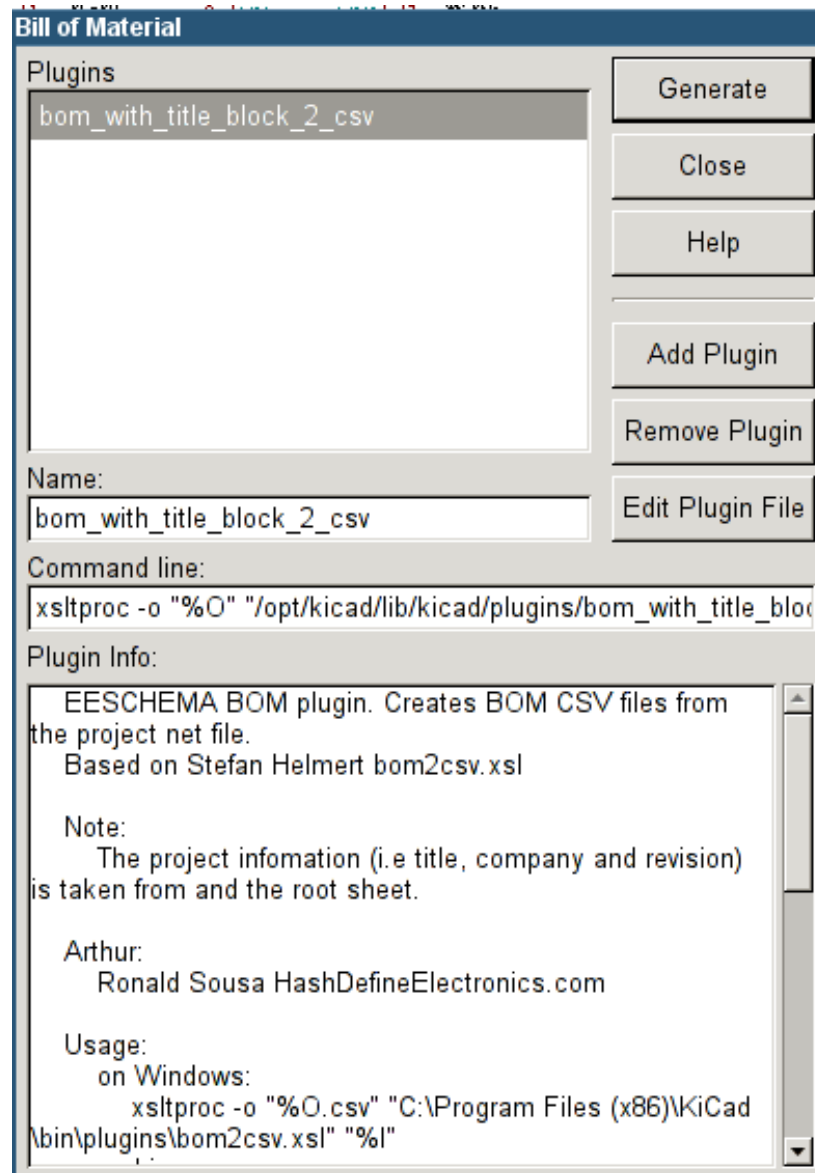 Bill of Material
Plugins
bom_with_title_block_2_csv
Generate
Close
Help
Add Plugin
Remove Plugin
Edit Plugin File
Name:
bom_with_title_block_2_csv
Command line:
xsltproc -o "%O" "/opt/kicad/lib/kicad/plugins/bom_with_title_bloc
Plugin Info:
EESCHEMA BOM plugin. Creates BOM CSV files from
the project net file.
Based on Stefan Helmert bom2csv.xsl
Note:
The project infomation (i.e title, company and revision)
is taken from and the root sheet.
Arthur:
Ronald Sousa HashDefineElectronics.com
Usage:
on Windows:
xsltproc -o "%O.csv" "C:\Program Files (x86)\KiCad
\bin\plugins\bom2csv.xsl" "%I"